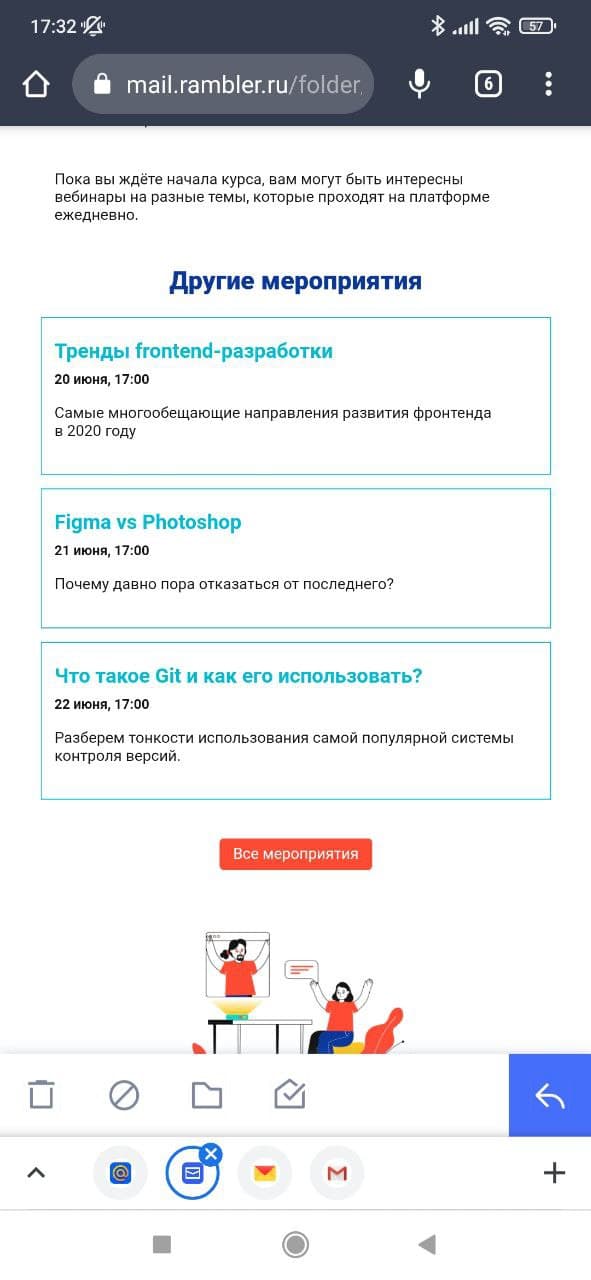 17:32
57
mail.rambler.ru/folder
6
Пока вы ждёте начала курса, вам могут быть интересны
вебинары на разные темы, которые проходят на платформе
ежедневно.
Другие мероприятия
Тренды frontend-разработки
20 июня, 17:00
Самые многообещающие направления развития фронтенда
в 2020 году
Figma vs Photoshop
21 июня, 17:00
Почему давно пора отказаться от последнего?
Что такое Git и как его использовать?
22 июня, 17:00
Разберем тонкости использования самой популярной системы
контроля версий.
Все мероприятия